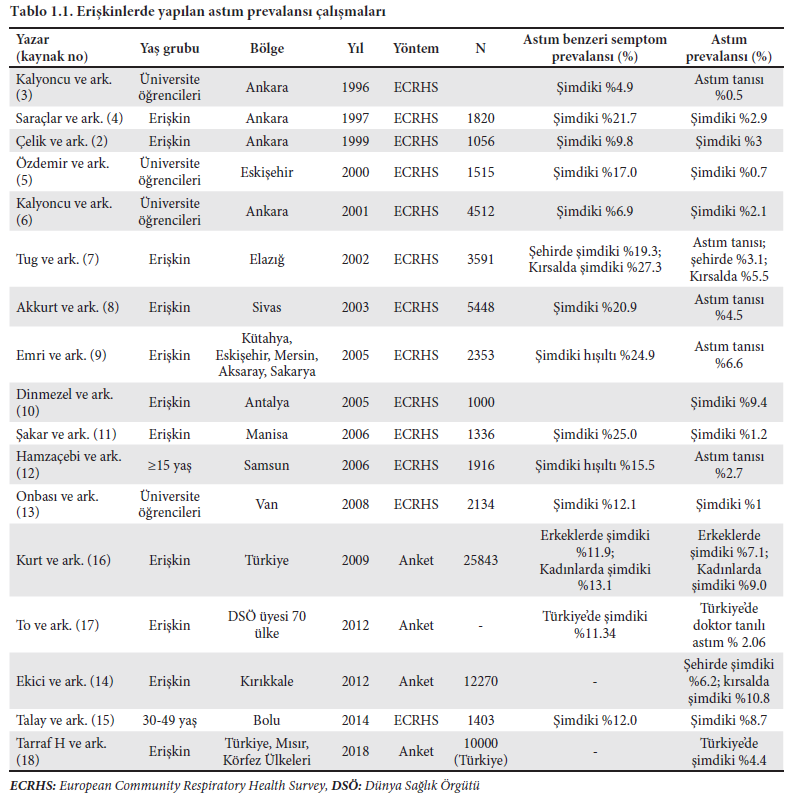 Tablo 1.1. Erişkinlerde yapılan astım prevalansı çalışmaları
Yazar (kaynak no) Yaş grubu Bölge Yıl Yöntem N Astım benzeri semptom prevalansı (%) Astım prevalansı (%)
Kalyoncu ve ark. (3) Üniversite öğrencileri Ankara 1996 ECRHS Şimdiki %4.9 Astım tanısı %0.5
Saraçlar ve ark. (4) Erişkin Ankara 1997 ECRHS 1820 Şimdiki %21.7 Şimdiki %2.9
Çelik ve ark. (2) Erişkin Ankara 1999 ECRHS 1056 Şimdiki %9.8 Şimdiki %3
Özdemir ve ark. (5) Üniversite öğrencileri Eskişehir 2000 ECRHS 1515 Şimdiki %17.0 Şimdiki %0.7
Kalyoncu ve ark. (6) Üniversite öğrencileri Ankara 2001 ECRHS 4512 Şimdiki %6.9 Şimdiki %2.1
Tug ve ark. (7) Erişkin Elazığ 2002 ECRHS 3591 Şehirde şimdiki %19.3; Kırsalda şimdiki %27.3 Astım tanısı; şehirde %3.1; Kırsalda %5.5
Akkurt ve ark. (8) Erişkin Sivas 2003 ECRHS 5448 Şimdiki %20.9 Astım tanısı %4.5
Emri ve ark. (9) Erişkin Kütahya, Eskişehir, Mersin, Aksaray, Sakarya 2005 ECRHS 2353 Şimdiki hışıltı %24.9 Astım tanısı %6.6
Dinmezel ve ark. (10) Erişkin Antalya 2005 ECRHS 1000 Şimdiki %9.4
Şakar ve ark. (11) Erişkin Manisa 2006 ECRHS 1336 Şimdiki %25.0 Şimdiki %1.2
Hamzaçebi ve ark. (12) ≥15 yaş Samsun 2006 ECRHS 1916 Şimdiki hışıltı %15.5 Astım tanısı %2.7
Onbası ve ark. (13) Üniversite öğrencileri Van 2008 ECRHS 2134 Şimdiki %12.1 Şimdiki %1
Kurt ve ark. (16) Erişkin Türkiye 2009 Anket 25843 Erkeklerde şimdiki %11.9; Kadınlarda şimdiki %13.1 Erkeklerde şimdiki %7.1; Kadınlarda şimdiki %9.0
To ve ark. (17) Erişkin DSÖ üyesi 70 ülke 2012 Anket - Türkiye’de şimdiki %11.34 Türkiye’de doktor tanılı astım % 2.06
Ekici ve ark. (14) Erişkin Kırıkkale 2012 Anket 12270 - Şehirde şimdiki %6.2; kırsalda şimdiki %10.8
Talay ve ark. (15) 30-49 yaş Bolu 2014 ECRHS 1403 Şimdiki %12.0 Şimdiki %8.7
Tarraf H ve ark. (18) Erişkin Türkiye, Mısır, Körfez Ülkeleri 2018 Anket 10000 (Türkiye) - Türkiye’de şimdiki %4.4
ECRHS: European Community Respiratory Health Survey, DSÖ: Dünya Sağlık Örgütü